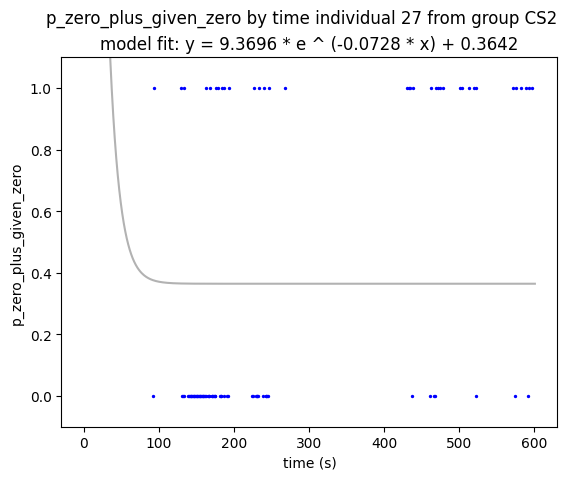 p_zero_plus_given_zero by time individual 27 from group CS2
model fit: y = 9.3696 * e ^ (-0.0728 * x) + 0.3642
p_zero_plus_given_zero
1.0
0.8
0.6
0.4
0.2
0.0
0 100 200 300 400 500 600
time (s)